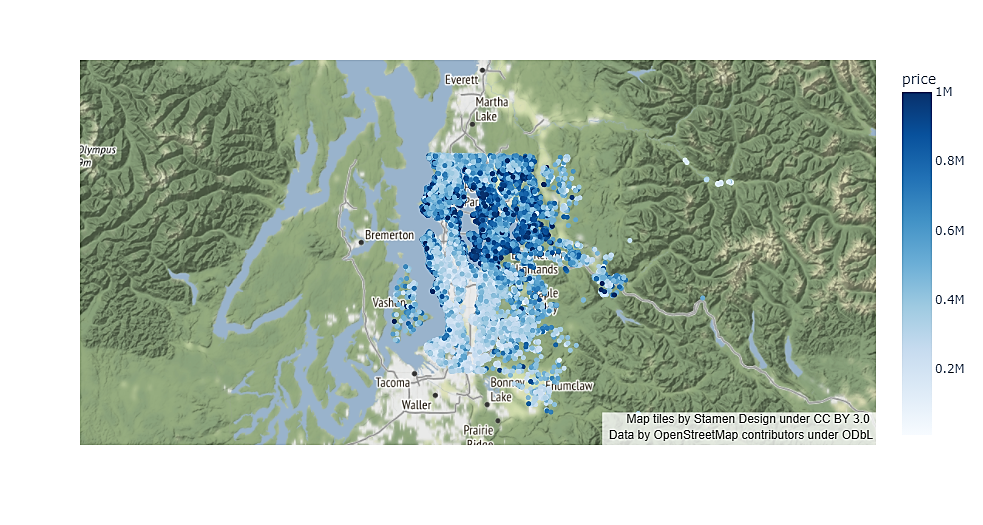 price
1M
0.8M
0.6M
0.4M
0.2M
Everett
Martha
Lake
Olympus
Bremerton
Highlands
Vashon
Tacoma
Waller
Bonney
Lake
Enumclaw
Prairie
Ridge
Map tiles by Stamen Design under CC BY 3.0
Data by OpenStreetMap contributors under ODbL